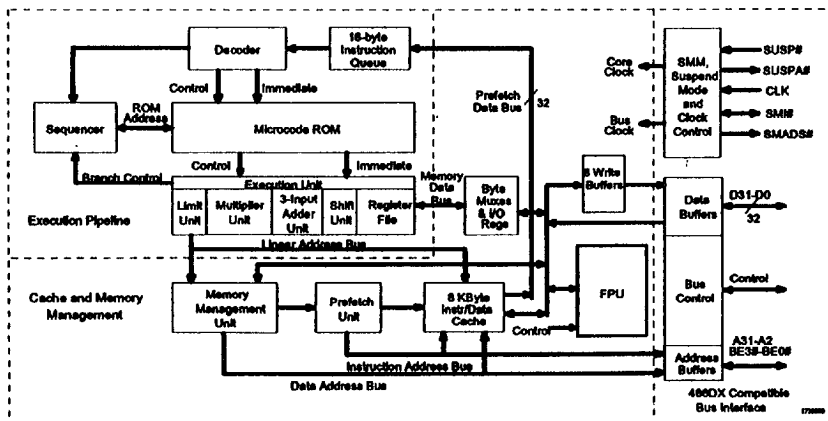 Decoder
16-byte
Instruction
Queue
Control
Immediate
Sequencer
ROM
Address
Microcode ROM
Control
Immediate
Branch Control
Execution Unit
Limit
Unit
Multiplier
Unit
3-Input
Adder
Unit
Shift
Unit
Register
File
Execution Pipeline
Linear Address Bus
Memory
Data
Bus
Byte
Muxes
& I/O
Regs
Prefetch
Data Bus
32
Core
Clock
Bus
Clock
SMM,
Suspend
Mode
and
Clock
Control
SUSP#
SUSPA#
CLK
SMI#
SMADS#
8 Write
Buffers
Data
Buffers
D31-D0
32
Cache and Memory
Management
Memory
Management
Unit
Prefetch
Unit
8 KByte
Instr/Data
Cache
FPU
Control
Bus
Control
Control
Instruction Address Bus
Data Address Bus
Address
Buffers
A31-A2
BE3#-BE0#
486DX Compatible
Bus Interface